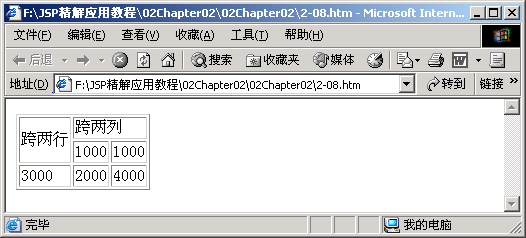 F:\JSP精解应用教程\02Chapter02\02Chapter02\2-08.htm - Microsoft Intern...
文件(F) 编辑(E) 查看(V) 收藏(A) 工具(T) 帮助(H)
后退 搜索 收藏夹 媒体
地址(D) F:\JSP精解应用教程\02Chapter02\02Chapter02\2-08.htm 转到 链接 »
跨两行 跨两列
1000 1000
3000 2000 4000
完毕 我的电脑